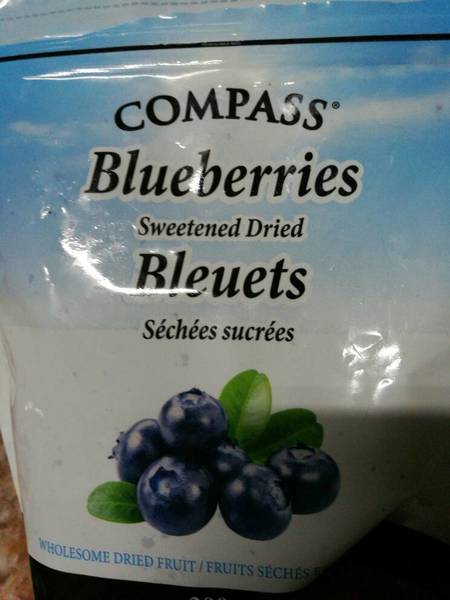 COMPASS®
Blueberries
Sweetened Dried
Bleuets
Séchées sucrées
WHOLESOME DRIED FRUIT / FRUITS SÉCHÉS